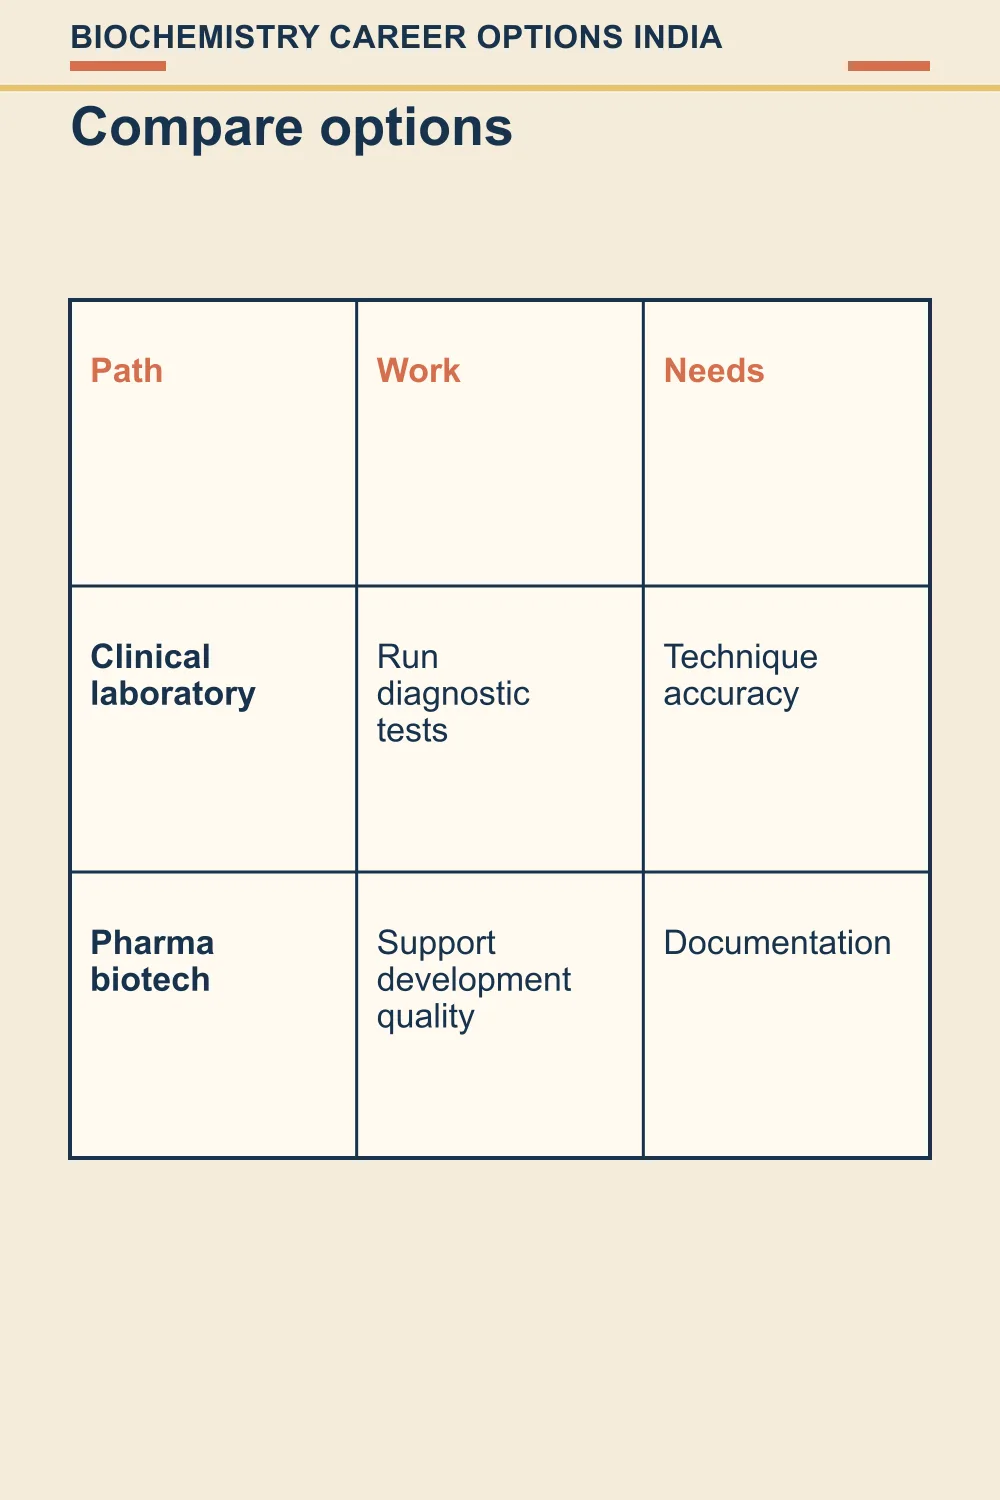 BIOCHEMISTRY CAREER OPTIONS INDIA
Compare options
Path
Work
Needs
Clinical
laboratory
Run
diagnostic
tests
Technique
accuracy
Pharma
biotech
Support
development
quality
Documentation